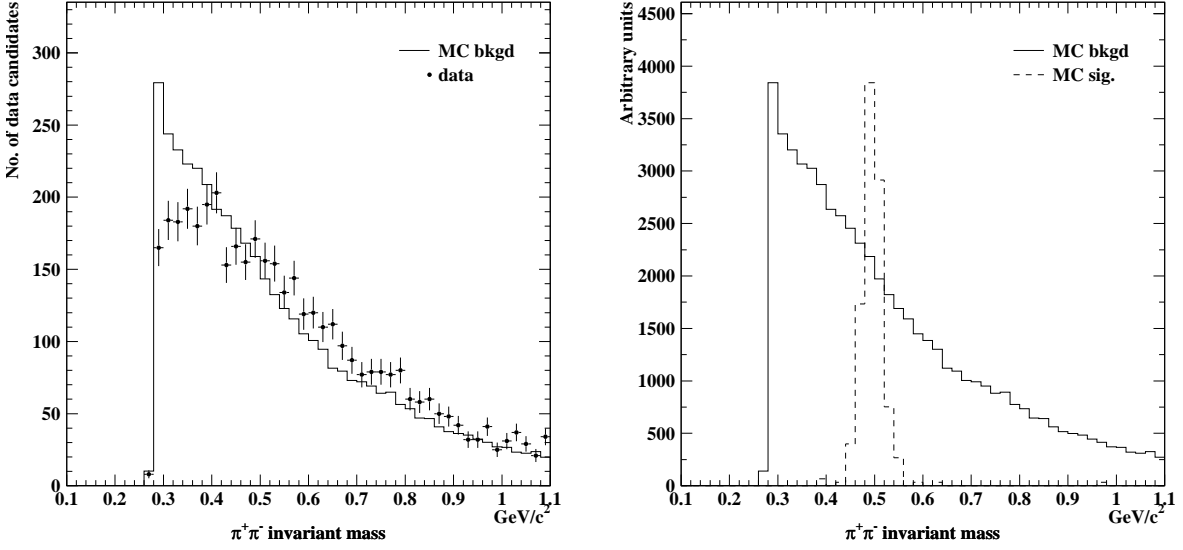 No. of data candidates
300
250
200
150
100
50
0
MC bkgd
data
0.1 0.2 0.3 0.4 0.5 0.6 0.7 0.8 0.9 1 1.1
GeV/c²
π⁺π⁻ invariant mass
Arbitrary units
4500
4000
3500
3000
2500
2000
1500
1000
500
0
MC bkgd
MC sig.
0.1 0.2 0.3 0.4 0.5 0.6 0.7 0.8 0.9 1 1.1
GeV/c²
π⁺π⁻ invariant mass